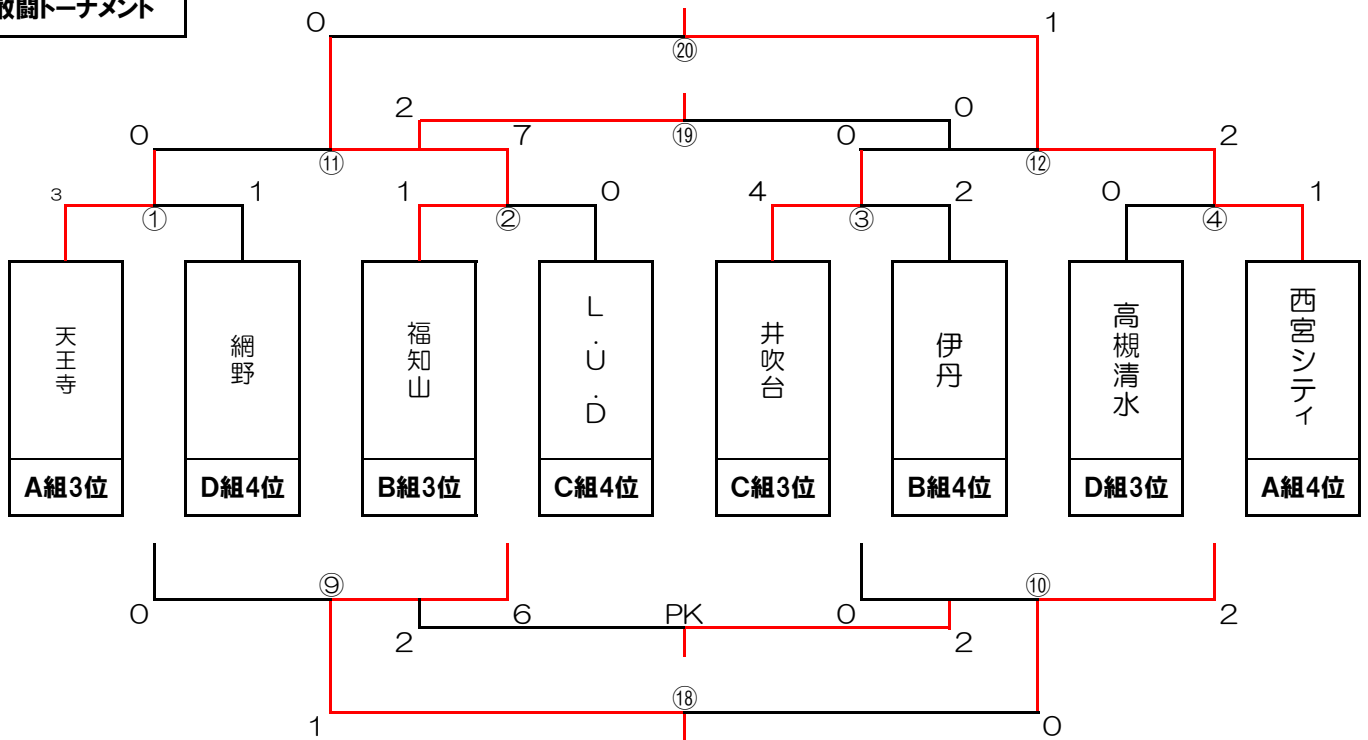 敢闘トーナメント
0 1
⑳
2 0
⑲
0 7 0 2
⑪ ⑫
3 1 1 0 4 2 0 1
① ② ③ ④
天王寺
網野
福知山
L.U.D
井吹台
伊丹
高槻清水
西宮シティ
A組3位 D組4位 B組3位 C組4位 C組3位 B組4位 D組3位 A組4位
⑨ ⑩
0 6 PK 0 2
2 2
⑱
1 0